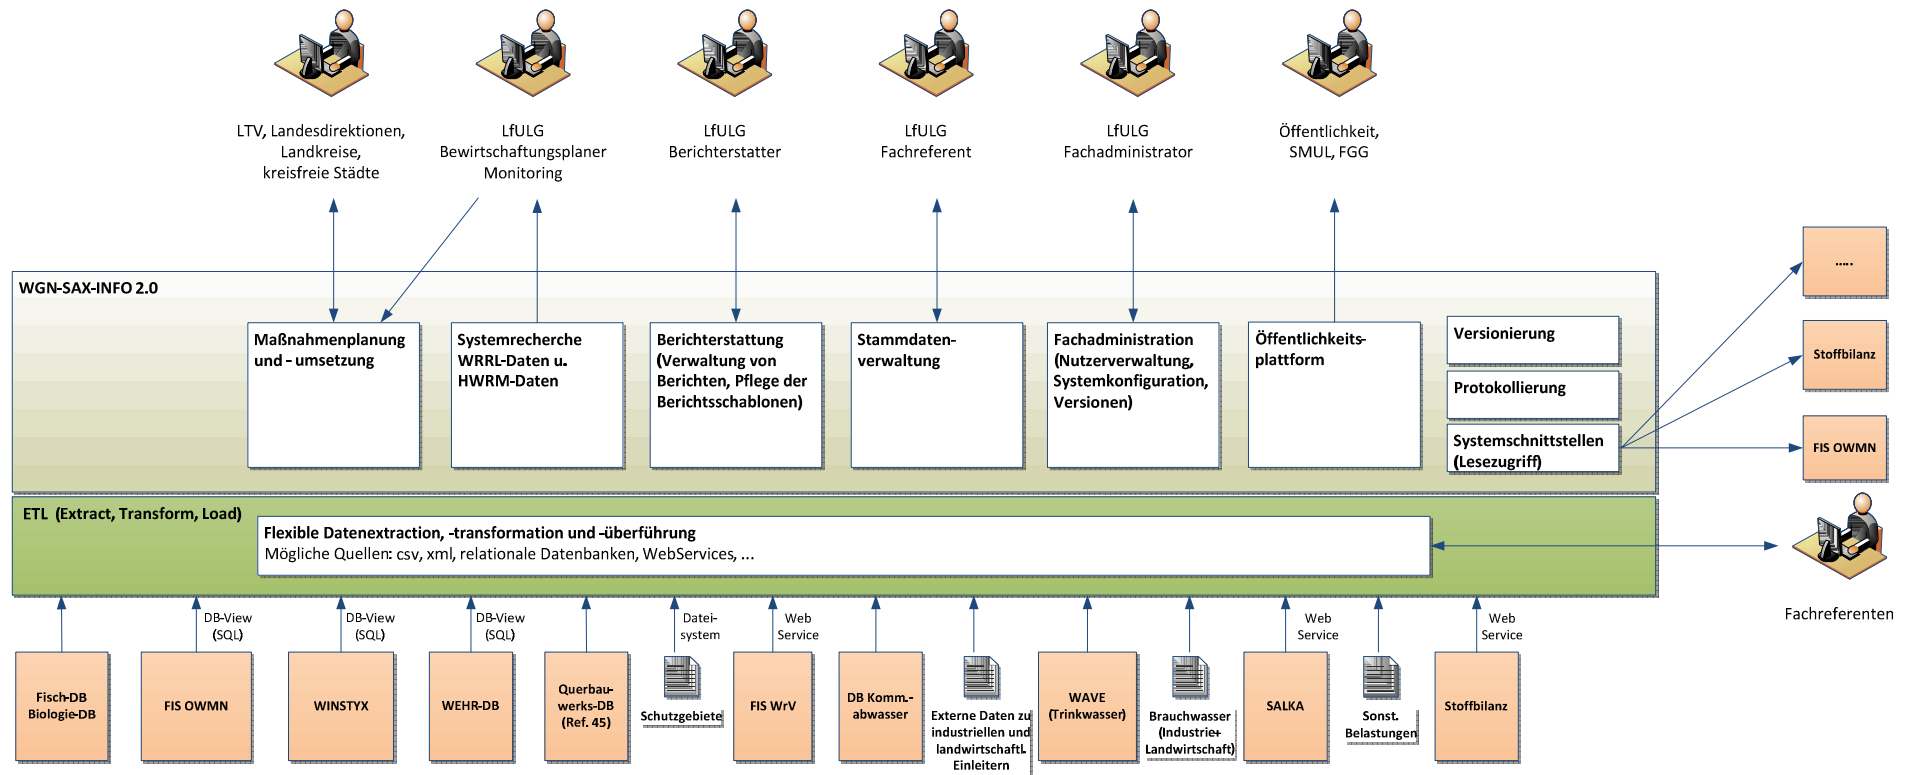 LTV, Landesdirektionen,
Landkreise,
kreisfreie Städte
LfULG
Bewirtschaftungsplaner
Monitoring
LfULG
Berichterstatter
LfULG
Fachreferent
LfULG
Fachadministrator
Öffentlichkeit,
SMUL, FGG
WGN-SAX-INFO 2.0
Maßnahmenplanung
und - umsetzung
Systemrecherche
WRRL-Daten u.
HWRM-Daten
Berichterstattung
(Verwaltung von
Berichten, Pflege der
Berichtsschablonen)
Stammdaten-
verwaltung
Fachadministration
(Nutzerverwaltung,
Systemkonfiguration,
Versionen)
Öffentlichkeits-
plattform
Versionierung
Protokollierung
Systemschnittstellen
(Lesezugriff)
.....
Stoffbilanz
FIS OWMN
ETL (Extract, Transform, Load)
Flexible Datenextraction, -transformation und -überführung
Mögliche Quellen: csv, xml, relationale Datenbanken, WebServices, ...
Fachreferenten
DB-View
(SQL)
DB-View
(SQL)
DB-View
(SQL)
Datei-
system
Web
Service
Web
Service
Web
Service
Fisch-DB
Biologie-DB
FIS OWMN
WINSTYX
WEHR-DB
Querbau-
werks-DB
(Ref. 45)
Schutzgebiete
FIS WrV
DB Komm.-
abwasser
Externe Daten zu
industriellen und
landwirtschaftl.
Einleitern
WAVE
(Trinkwasser)
Brauchwasser
(Industrie+
Landwirtschaft)
SALKA
Sonst.
Belastungen
Stoffbilanz